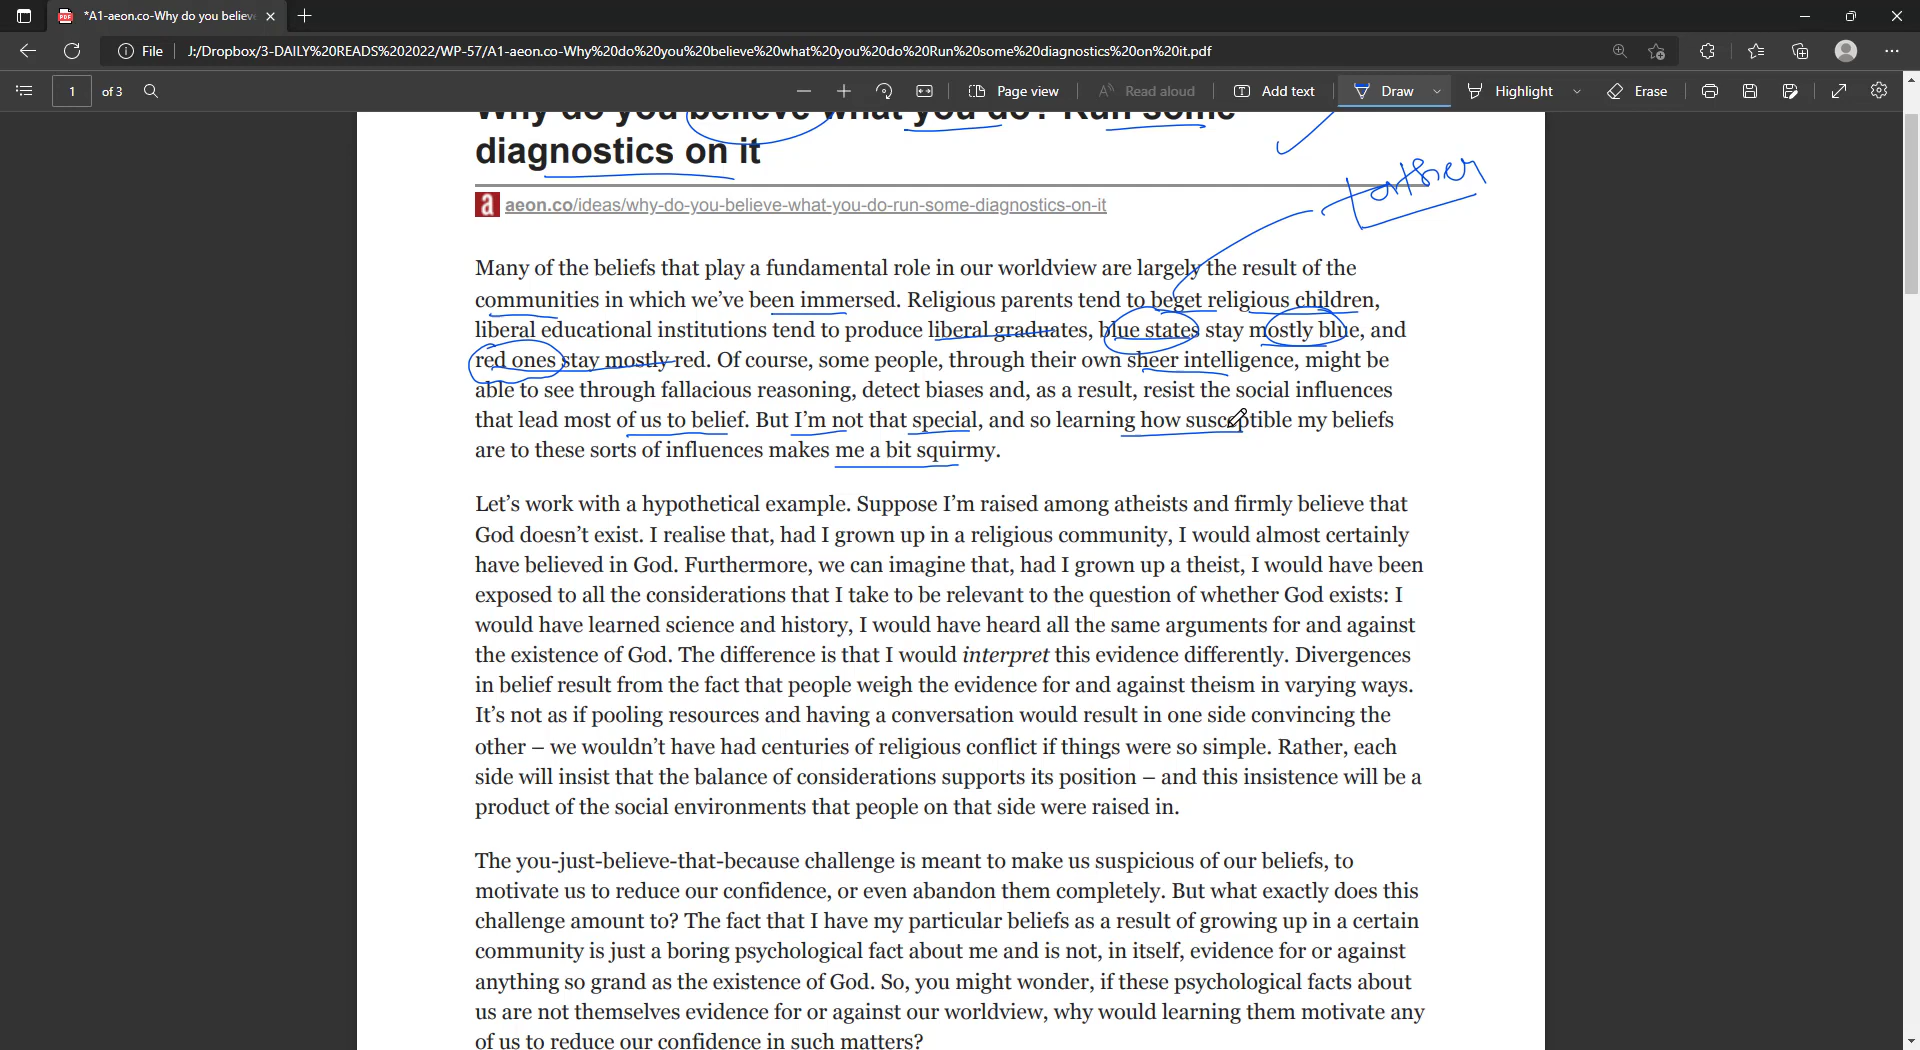 *A1-aeon.co-Why do you believ
File
J:/Dropbox/3-DAILY%20READS%202022/WP-57/A1-aeon.co-Why%20do%20you%20believe%20what%20you%20do%20Run%20some%20diagnostics%20on%20it.pdf
1 of 3
Page view
Read aloud
Add text
Draw
Highlight
Erase
Why do you believe what you do? Run some
diagnostics on it
father
aeon.co/ideas/why-do-you-believe-what-you-do-run-some-diagnostics-on-it
Many of the beliefs that play a fundamental role in our worldview are largely the result of the
communities in which we’ve been immersed. Religious parents tend to beget religious children,
liberal educational institutions tend to produce liberal graduates, blue states stay mostly blue, and
red ones stay mostly red. Of course, some people, through their own sheer intelligence, might be
able to see through fallacious reasoning, detect biases and, as a result, resist the social influences
that lead most of us to belief. But I’m not that special, and so learning how susceptible my beliefs
are to these sorts of influences makes me a bit squirmy.
Let’s work with a hypothetical example. Suppose I’m raised among atheists and firmly believe that
God doesn’t exist. I realise that, had I grown up in a religious community, I would almost certainly
have believed in God. Furthermore, we can imagine that, had I grown up a theist, I would have been
exposed to all the considerations that I take to be relevant to the question of whether God exists: I
would have learned science and history, I would have heard all the same arguments for and against
the existence of God. The difference is that I would interpret this evidence differently. Divergences
in belief result from the fact that people weigh the evidence for and against theism in varying ways.
It’s not as if pooling resources and having a conversation would result in one side convincing the
other – we wouldn’t have had centuries of religious conflict if things were so simple. Rather, each
side will insist that the balance of considerations supports its position – and this insistence will be a
product of the social environments that people on that side were raised in.
The you-just-believe-that-because challenge is meant to make us suspicious of our beliefs, to
motivate us to reduce our confidence, or even abandon them completely. But what exactly does this
challenge amount to? The fact that I have my particular beliefs as a result of growing up in a certain
community is just a boring psychological fact about me and is not, in itself, evidence for or against
anything so grand as the existence of God. So, you might wonder, if these psychological facts about
us are not themselves evidence for or against our worldview, why would learning them motivate any
of us to reduce our confidence in such matters?